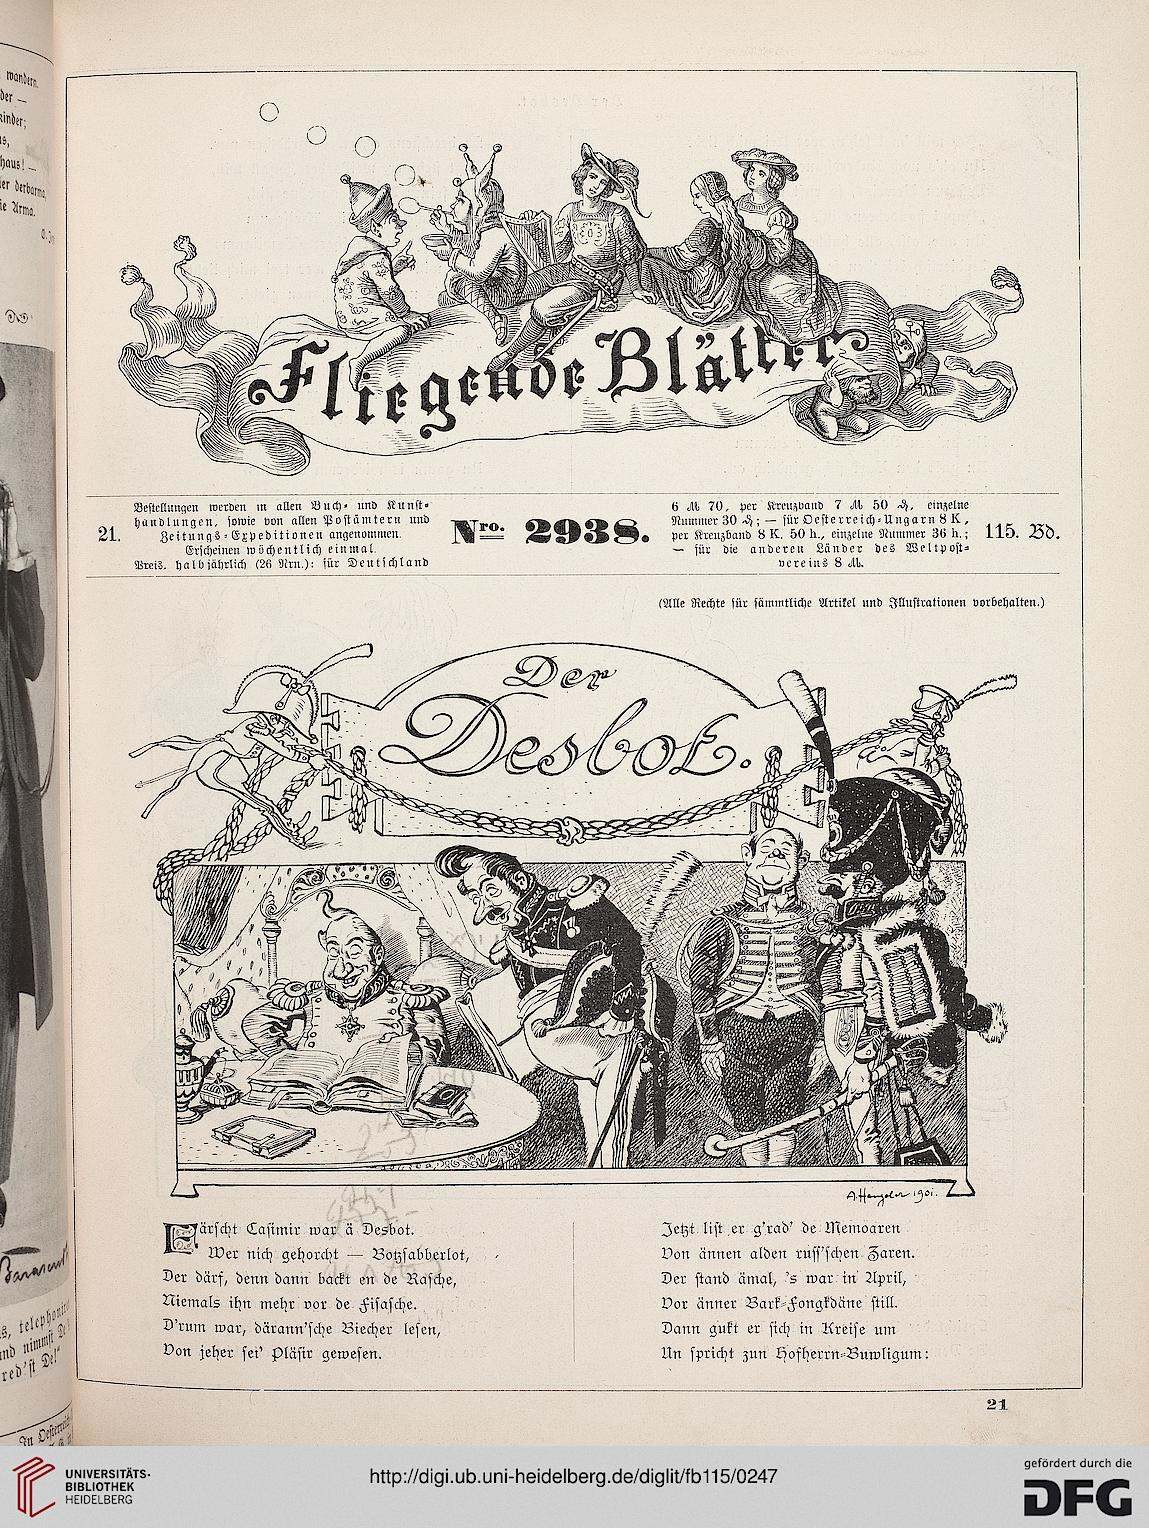 wandern.
der —
kinder;
haus! —
er derbarme,
ie Arma.
Fliegende Blätter
21.
Bestellungen werden in allen Buch- und Kunst-
handlungen, sowie von allen Postämtern und
Zeitungs-Expeditionen angenommen.
Erscheinen wöchentlich einmal.
Preis. halbjährlich (26 Nrn.): für Deutschland
Nro. 2938.
6 ℳ 70, per Kreuzband 7 ℳ 50 ₰, einzelne
Nummer 30 ₰; — für Oesterreich-Ungarn 8 K,
per Kreuzband 8 K. 50 h., einzelne Nummer 36 h.;
— für die anderen Länder des Weltpost-
vereins 8 ℳ.
115. Bd.
(Alle Rechte für sämmtliche Artikel und Illustrationen vorbehalten.)
Der
Desbot.
A. Hengeler 1901.
Färscht Casimir war ä Desbot.
Wer nich gehorcht — Botzsabberlot,
Der därf, denn dann backt en de Rasche,
Niemals ihn mehr vor de Fisasche.
D'rum war, därann'sche Biecher lesen,
Von jeher sei' Pläsir gewesen.
Jetzt list er g'rad' de Memoaren
Von ännen alden russ'schen Zaren.
Der stand ämal, 's war in April,
Vor änner Bark-Fongkdäne still.
Dann gukt er sich in Kreise um
Un spricht zun Hofherrn-Buwligum:
21
UNIVERSITÄTS-
BIBLIOTHEK
HEIDELBERG
http://digi.ub.uni-heidelberg.de/diglit/fb115/0247
gefördert durch die
DFG